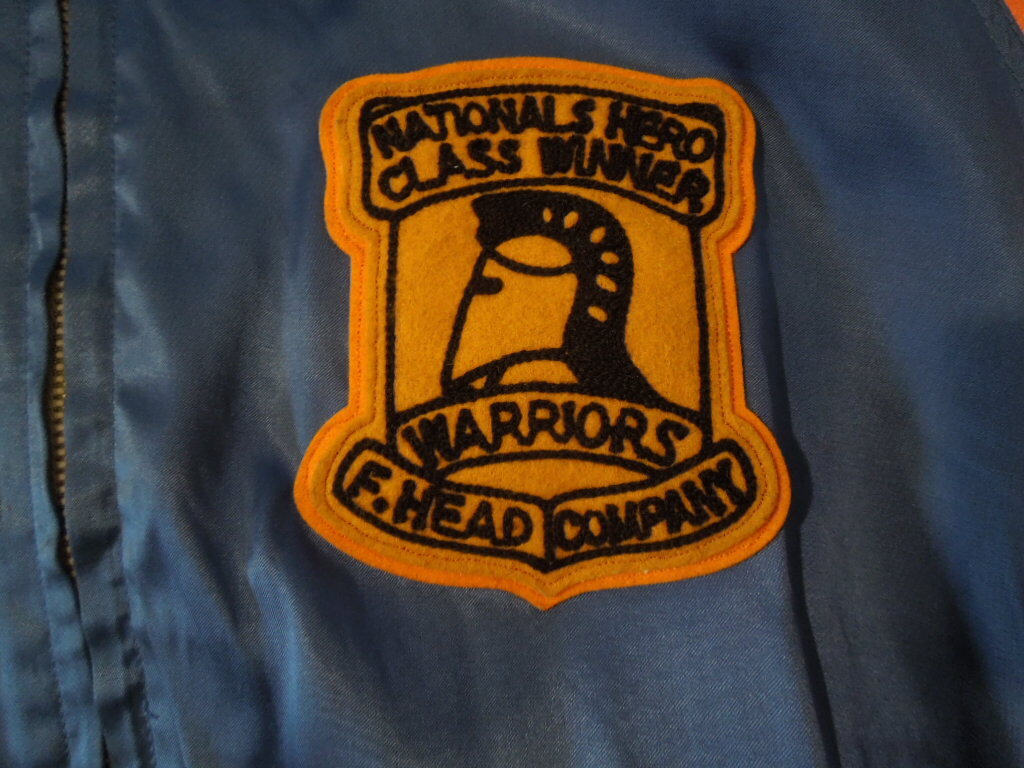 NATIONALS HERO
CLASS WINNER
WARRIORS
F.HEAD COMPANY